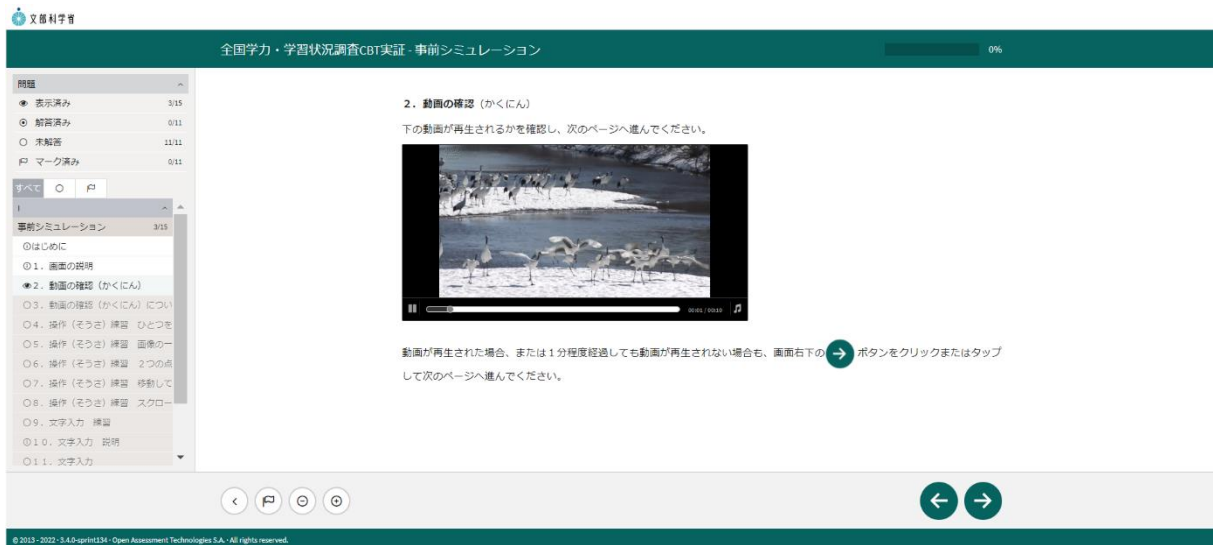 文部科学省
全国学力・学習状況調査CBT実証 - 事前シミュレーション
0%
問題
表示済み 3/15
解答済み 0/11
未解答 11/11
マーク済み 0/11
すべて
I
事前シミュレーション 3/15
はじめに
1．画面の説明
2．動画の確認（かくにん）
3．動画の確認（かくにん）につい
4．操作（そうさ）練習 ひとつを
5．操作（そうさ）練習 画像の一
6．操作（そうさ）練習 2つの点
7．操作（そうさ）練習 移動して
8．操作（そうさ）練習 スクロー
9．文字入力 練習
10．文字入力 説明
11．文字入力
2．動画の確認（かくにん）
下の動画が再生されるかを確認し、次のページへ進んでください。
00:01 / 00:10
動画が再生された場合、または１分程度経過しても動画が再生されない場合も、画面右下の ボタンをクリックまたはタップ
して次のページへ進んでください。
© 2013 - 2022 · 3.4.0-sprint134 · Open Assessment Technologies S.A. · All rights reserved.